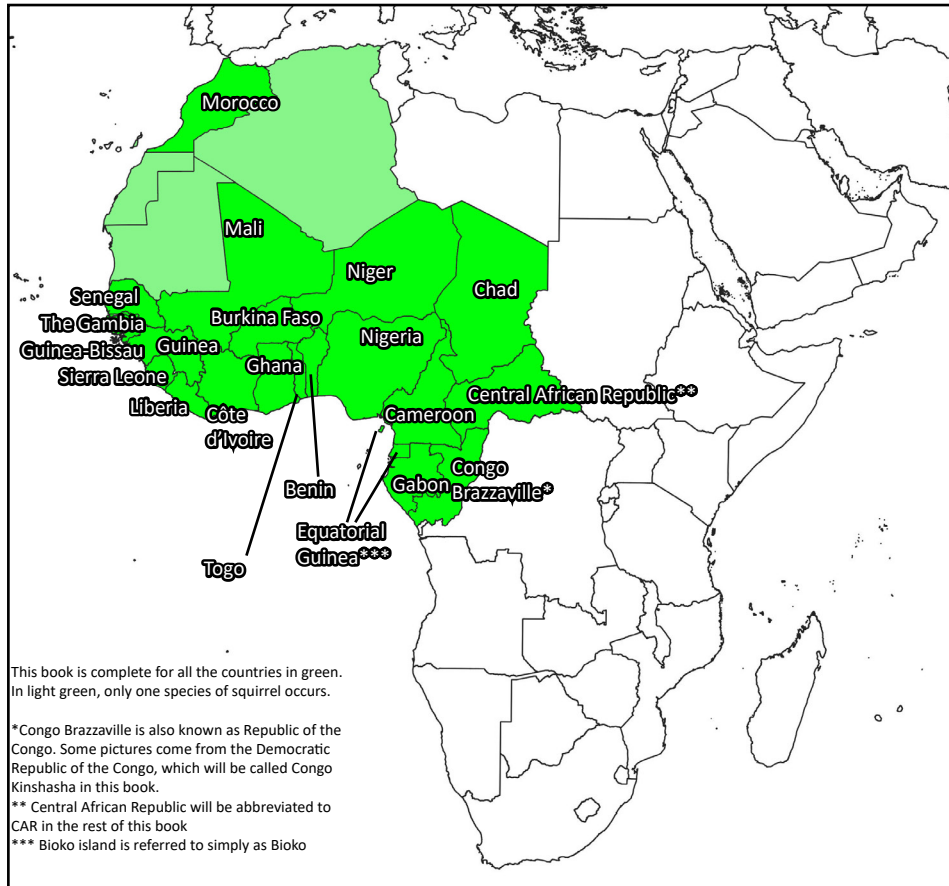 Morocco
Mali
Niger
Chad
Senegal
The Gambia
Burkina Faso
Guinea-Bissau
Guinea
Nigeria
Ghana
Sierra Leone
Central African Republic**
Liberia
Côte
d'Ivoire
Cameroon
Congo
Brazzaville*
Gabon
Benin
Equatorial
Guinea***
Togo
This book is complete for all the countries in green.
In light green, only one species of squirrel occurs.
*Congo Brazzaville is also known as Republic of the
Congo. Some pictures come from the Democratic
Republic of the Congo, which will be called Congo
Kinshasha in this book.
** Central African Republic will be abbreviated to
CAR in the rest of this book
*** Bioko island is referred to simply as Bioko